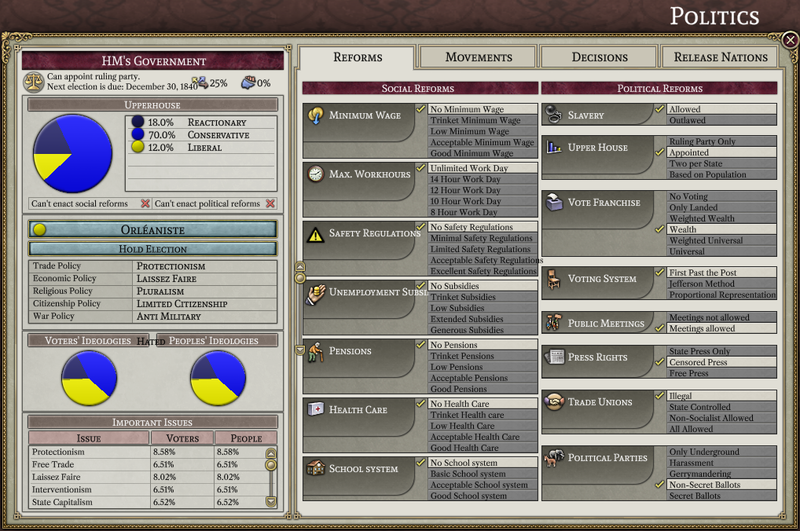 POLITICS
HM'S GOVERNMENT
Can appoint ruling party.
Next election is due: December 30, 1840
25%
0%
UPPERHOUSE
18.0% REACTIONARY
70.0% CONSERVATIVE
12.0% LIBERAL
Can't enact social reforms
Can't enact political reforms
ORLÉANISTE
HOLD ELECTION
Trade Policy PROTECTIONISM
Economic Policy LAISSEZ FAIRE
Religious Policy PLURALISM
Citizenship Policy LIMITED CITIZENSHIP
War Policy ANTI MILITARY
VOTERS' IDEOLOGIES
HATED
PEOPLES' IDEOLOGIES
IMPORTANT ISSUES
ISSUE VOTERS PEOPLE
Protectionism 8.58% 8.58%
Free Trade 6.51% 6.51%
Laissez Faire 8.02% 8.02%
Interventionism 6.51% 6.51%
State Capitalism 6.52% 6.52%
REFORMS
MOVEMENTS
DECISIONS
RELEASE NATIONS
SOCIAL REFORMS
MINIMUM WAGE
No Minimum Wage
Trinket Minimum Wage
Low Minimum Wage
Acceptable Minimum Wage
Good Minimum Wage
MAX. WORKHOURS
Unlimited Work Day
14 Hour Work Day
12 Hour Work Day
10 Hour Work Day
8 Hour Work Day
SAFETY REGULATIONS
No Safety Regulations
Minimal Safety Regulations
Limited Safety Regulations
Acceptable Safety Regulations
Excellent Safety Regulations
UNEMPLOYMENT SUBSI
No Subsidies
Trinket Subsidies
Low Subsidies
Extended Subsidies
Generous Subsidies
PENSIONS
No Pensions
Trinket Pensions
Low Pensions
Acceptable Pensions
Good Pensions
HEALTH CARE
No Health Care
Trinket Health care
Low Health Care
Acceptable Health Care
Good Health Care
SCHOOL SYSTEM
No School system
Basic School system
Acceptable School system
Good School system
POLITICAL REFORMS
SLAVERY
Allowed
Outlawed
UPPER HOUSE
Ruling Party Only
Appointed
Two per State
Based on Population
VOTE FRANCHISE
No Voting
Only Landed
Weighted Wealth
Wealth
Weighted Universal
Universal
VOTING SYSTEM
First Past the Post
Jefferson Method
Proportional Representation
PUBLIC MEETINGS
Meetings not allowed
Meetings allowed
PRESS RIGHTS
State Press Only
Censored Press
Free Press
TRADE UNIONS
Illegal
State Controlled
Non-Socialist Allowed
All Allowed
POLITICAL PARTIES
Only Underground
Harassment
Gerrymandering
Non-Secret Ballots
Secret Ballots